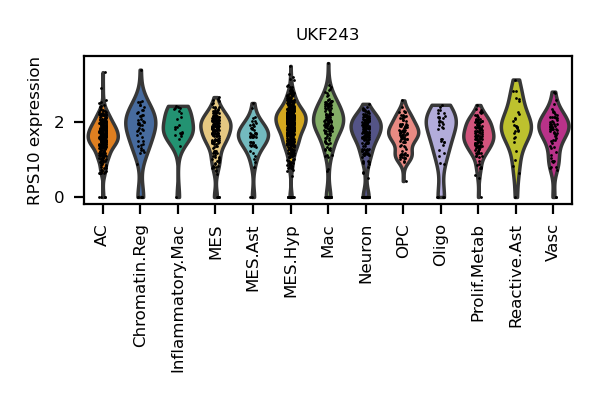 UKF243
RPS10 expression
2
0
AC
Chromatin.Reg
Inflammatory.Mac
MES
MES.Ast
MES.Hyp
Mac
Neuron
OPC
Oligo
Prolif.Metab
Reactive.Ast
Vasc